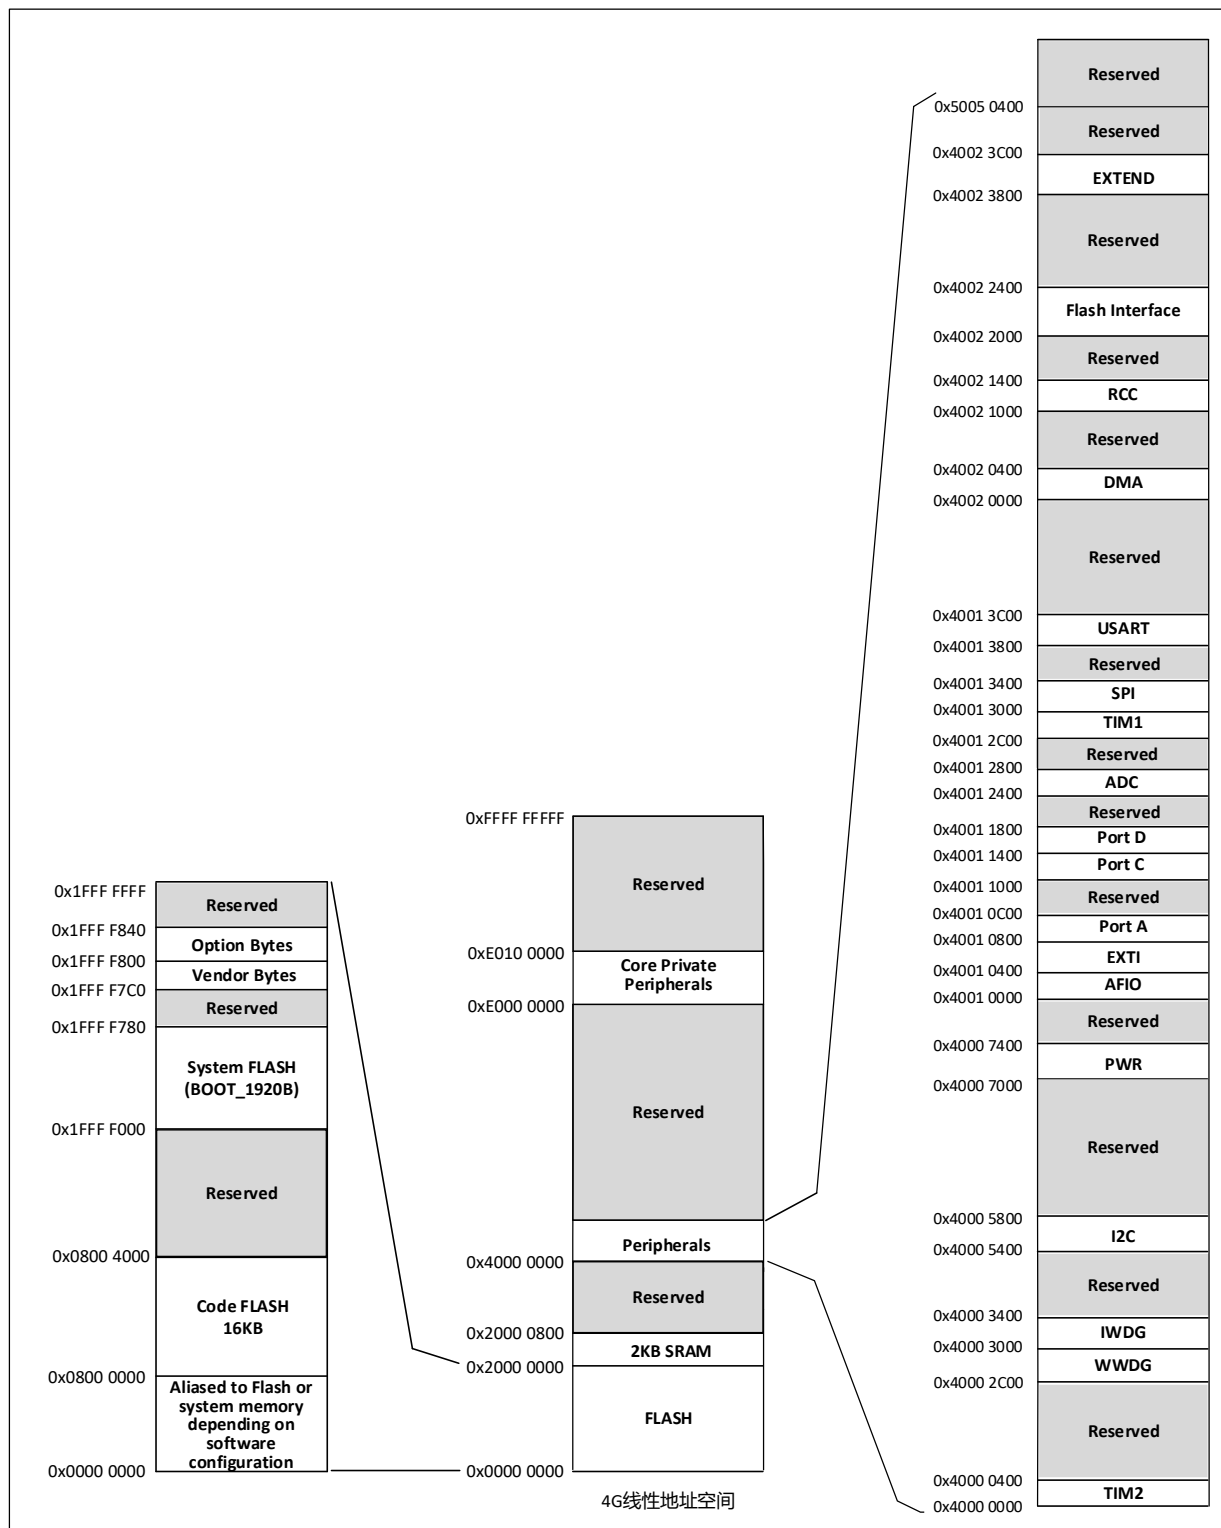 0x1FFF FFFF
Reserved
0x1FFF F840
Option Bytes
0x1FFF F800
Vendor Bytes
0x1FFF F7C0
Reserved
0x1FFF F780
System FLASH
(BOOT_1920B)
0x1FFF F000
Reserved
0x0800 4000
Code FLASH
16KB
0x0800 0000
Aliased to Flash or
system memory
depending on
software
configuration
0x0000 0000
0xFFFF FFFFF
Reserved
0xE010 0000
Core Private
Peripherals
0xE000 0000
Reserved
Peripherals
0x4000 0000
Reserved
0x2000 0800
2KB SRAM
0x2000 0000
FLASH
0x0000 0000
4G线性地址空间
Reserved
0x5005 0400
Reserved
0x4002 3C00
EXTEND
0x4002 3800
Reserved
0x4002 2400
Flash Interface
0x4002 2000
Reserved
0x4002 1400
RCC
0x4002 1000
Reserved
0x4002 0400
DMA
0x4002 0000
Reserved
0x4001 3C00
USART
0x4001 3800
Reserved
0x4001 3400
SPI
0x4001 3000
TIM1
0x4001 2C00
Reserved
0x4001 2800
ADC
0x4001 2400
Reserved
0x4001 1800
Port D
0x4001 1400
Port C
0x4001 1000
Reserved
0x4001 0C00
Port A
0x4001 0800
EXTI
0x4001 0400
AFIO
0x4001 0000
Reserved
0x4000 7400
PWR
0x4000 7000
Reserved
0x4000 5800
I2C
0x4000 5400
Reserved
0x4000 3400
IWDG
0x4000 3000
WWDG
0x4000 2C00
Reserved
0x4000 0400
TIM2
0x4000 0000